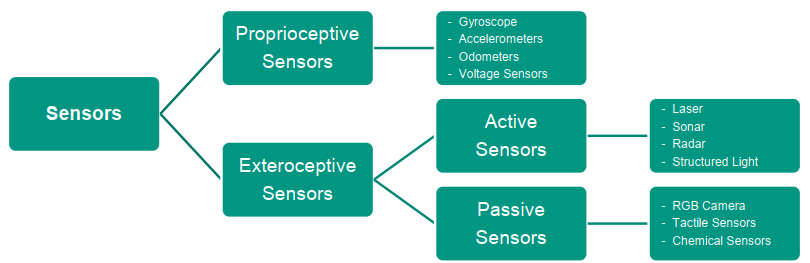 Sensors
Proprioceptive
Sensors
- Gyroscope
- Accelerometers
- Odometers
- Voltage Sensors
Exteroceptive
Sensors
Active
Sensors
- Laser
- Sonar
- Radar
- Structured Light
Passive
Sensors
- RGB Camera
- Tactile Sensors
- Chemical Sensors